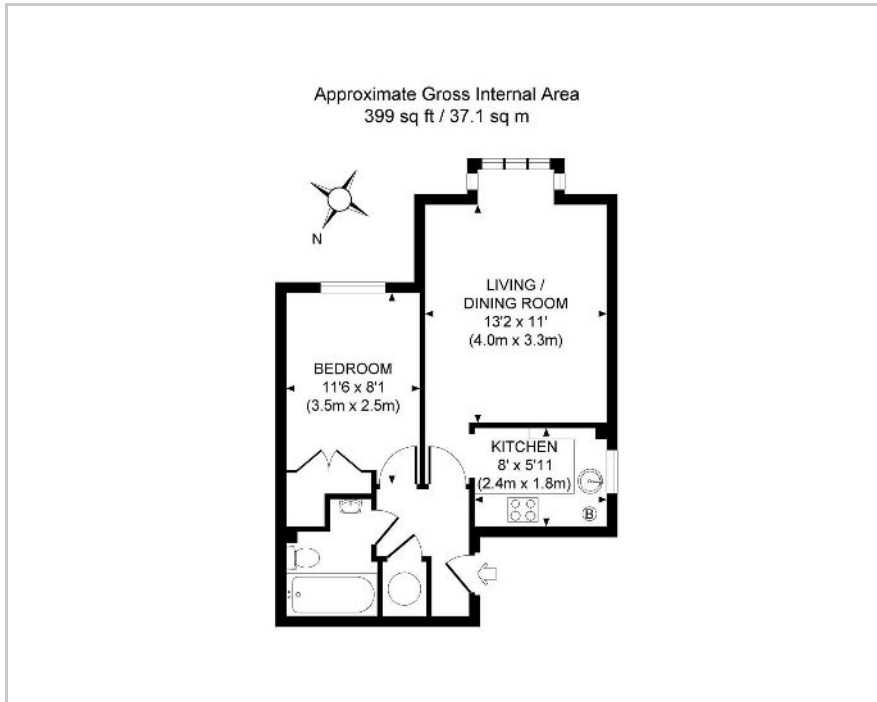 Approximate Gross Internal Area
399 sq ft / 37.1 sq m
N
LIVING /
DINING ROOM
13'2 x 11'
(4.0m x 3.3m)
BEDROOM
11'6 x 8'1
(3.5m x 2.5m)
KITCHEN
8' x 5'11
(2.4m x 1.8m)
B